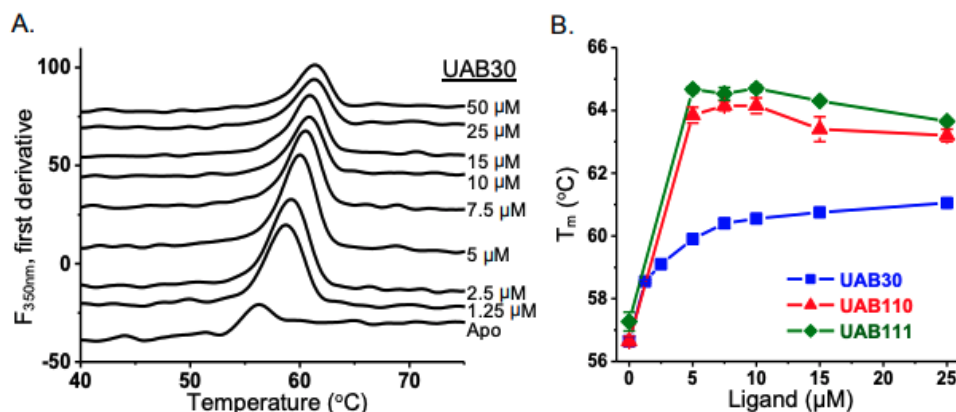 A.
F350nm, first derivative
100
50
0
-50
40
50
60
70
Temperature (°C)
UAB30
50 µM
25 µM
15 µM
10 µM
7.5 µM
5 µM
2.5 µM
1.25 µM
Apo
B.
Tm (°C)
66
64
62
60
58
56
0
5
10
15
20
25
Ligand (µM)
UAB30
UAB110
UAB111